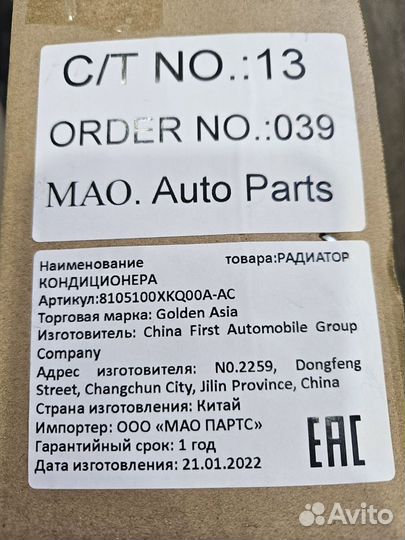 C/T NO.:13
ORDER NO.:039
MAO. Auto Parts
Наименование товара:РАДИАТОР
КОНДИЦИОНЕРА
Артикул:8105100XKQ00A-AC
Торговая марка: Golden Asia
Изготовитель: China First Automobile Group
Company
Адрес изготовителя: N0.2259, Dongfeng
Street, Changchun City, Jilin Province, China
Страна изготовления: Китай
Импортер: ООО «МАО ПАРТС»
Гарантийный срок: 1 год
Дата изготовления: 21.01.2022
EAC
Avito